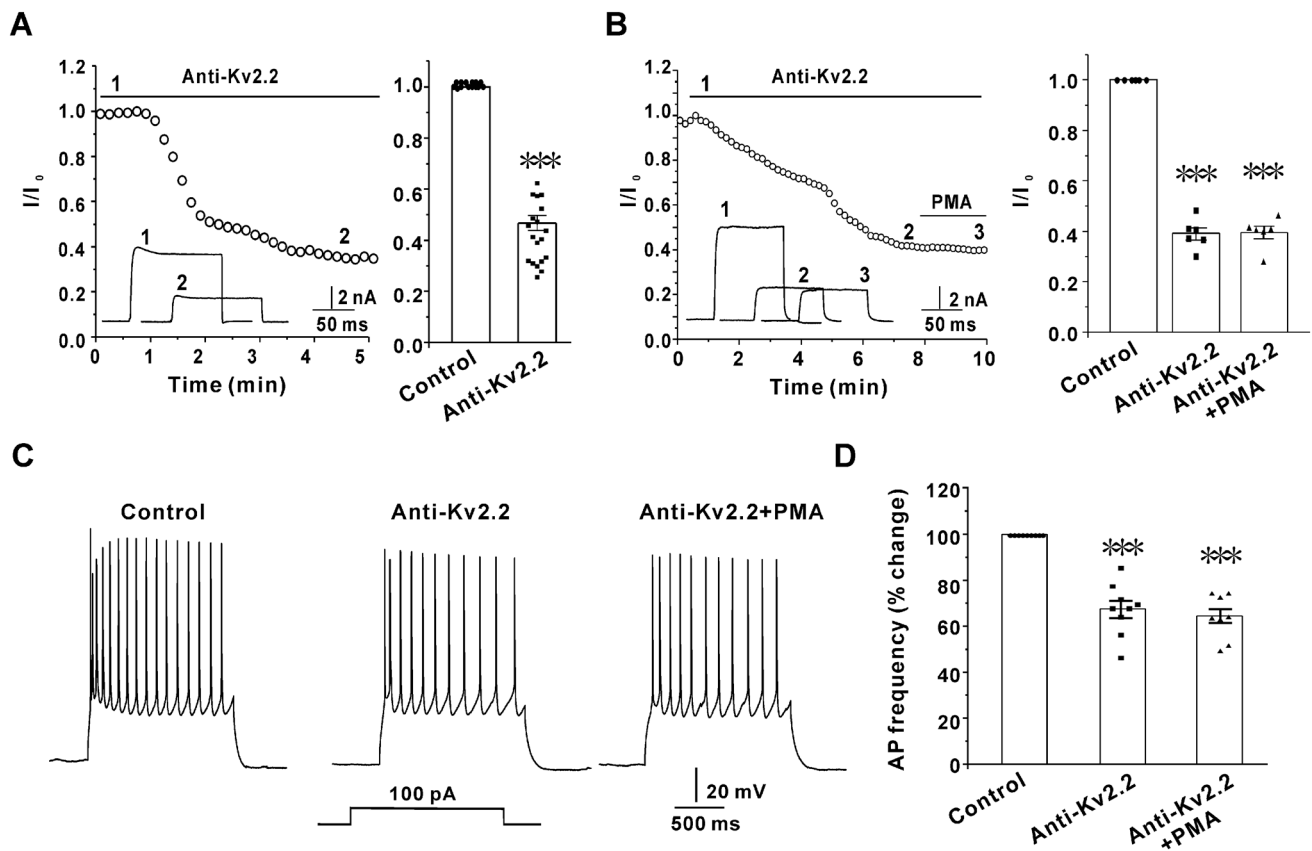 A
1.2
1.0
0.8
0.6
0.4
0.2
0.0
I/I0
1
Anti-Kv2.2
2
1
2
2 nA
50 ms
0 1 2 3 4 5
Time (min)
1.0
0.8
0.6
0.4
0.2
0.0
***
Control
Anti-Kv2.2
B
1.2
1.0
0.8
0.6
0.4
0.2
0.0
I/I0
1
Anti-Kv2.2
PMA
2 3
1
2 3
2 nA
50 ms
0 2 4 6 8 10
Time (min)
I/I0
1.0
0.8
0.6
0.4
0.2
0.0
*** ***
Control
Anti-Kv2.2
Anti-Kv2.2
+PMA
C
Control
Anti-Kv2.2
Anti-Kv2.2+PMA
100 pA
20 mV
500 ms
D
AP frequency (% change)
120
100
80
60
40
20
0
*** ***
Control
Anti-Kv2.2
Anti-Kv2.2
+PMA